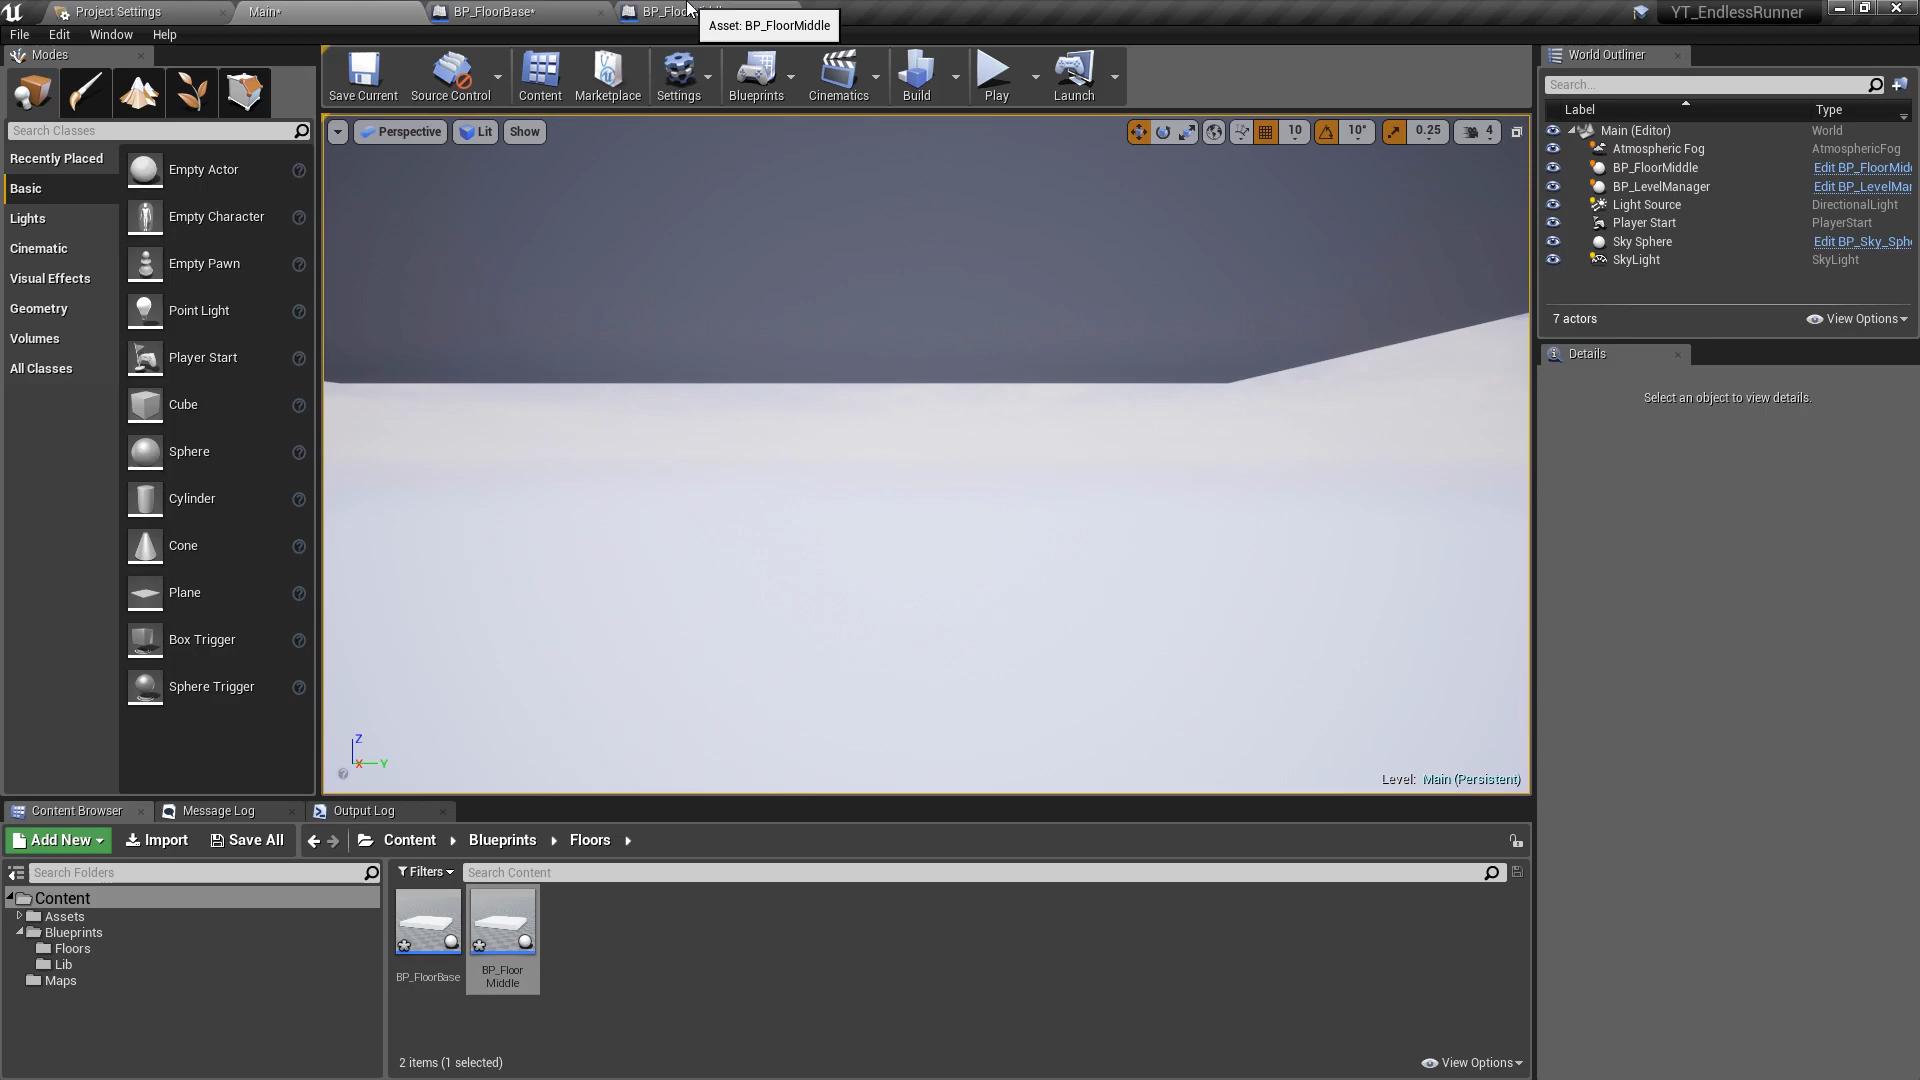 Project Settings
Main*
BP_FloorBase*
Asset: BP_FloorMiddle
YT_EndlessRunner
File
Edit
Window
Help
Modes
Save Current
Source Control
Content
Marketplace
Settings
Blueprints
Cinematics
Build
Play
Launch
World Outliner
Search Classes
Perspective
Lit
Show
10
10°
0.25
4
Search...
Label
Type
Recently Placed
Basic
Lights
Cinematic
Visual Effects
Geometry
Volumes
All Classes
Empty Actor
Empty Character
Empty Pawn
Point Light
Player Start
Cube
Sphere
Cylinder
Cone
Plane
Box Trigger
Sphere Trigger
Main (Editor)
World
Atmospheric Fog
AtmosphericFog
BP_FloorMiddle
Edit BP_FloorMid
BP_LevelManager
Edit BP_LevelMan
Light Source
DirectionalLight
Player Start
PlayerStart
Sky Sphere
Edit BP_Sky_Sph
SkyLight
SkyLight
7 actors
View Options
Details
Select an object to view details.
Z
X
Y
Level: Main (Persistent)
Content Browser
Message Log
Output Log
Add New
Import
Save All
Content
Blueprints
Floors
Search Folders
Filters
Search Content
Content
Assets
Blueprints
Floors
Lib
Maps
BP_FloorBase
BP_Floor
Middle
2 items (1 selected)
View Options